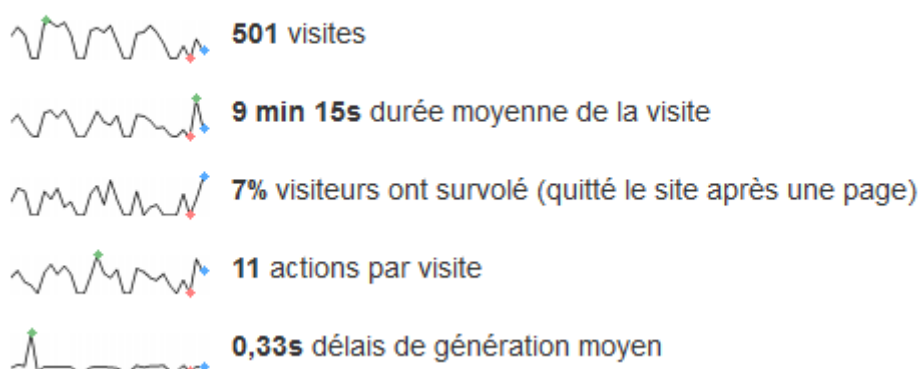 501 visites
9 min 15s durée moyenne de la visite
7% visiteurs ont survolé (quitté le site après une page)
11 actions par visite
0,33s délais de génération moyen